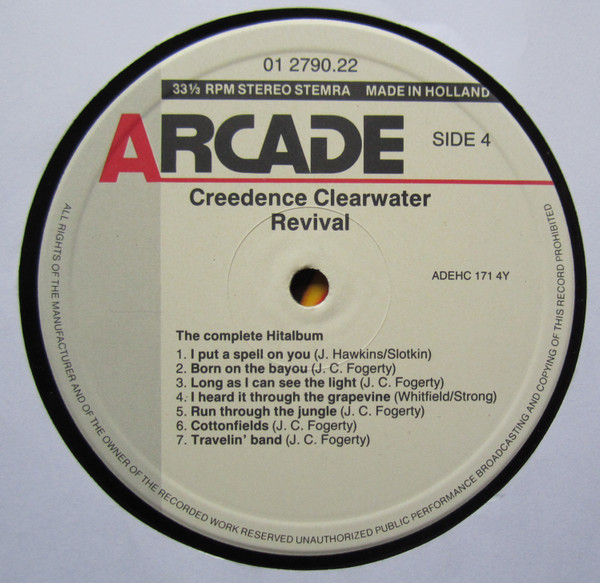 01 2790.22
33 1/3 RPM STEREO STEMRA MADE IN HOLLAND
ARCADE
SIDE 4
Creedence Clearwater
Revival
ADEHC 171 4Y
The complete Hitalbum
1. I put a spell on you (J. Hawkins/Slotkin)
2. Born on the bayou (J. C. Fogerty)
3. Long as I can see the light (J. C. Fogerty)
4. I heard it through the grapevine (Whitfield/Strong)
5. Run through the jungle (J. C. Fogerty)
6. Cottonfields (J. C. Fogerty)
7. Travelin' band (J. C. Fogerty)
ALL RIGHTS OF THE MANUFACTURER AND OF THE OWNER OF THE RECORDED WORK RESERVED UNAUTHORIZED PUBLIC PERFORMANCE BROADCASTING AND COPYING OF THIS RECORD PROHIBITED